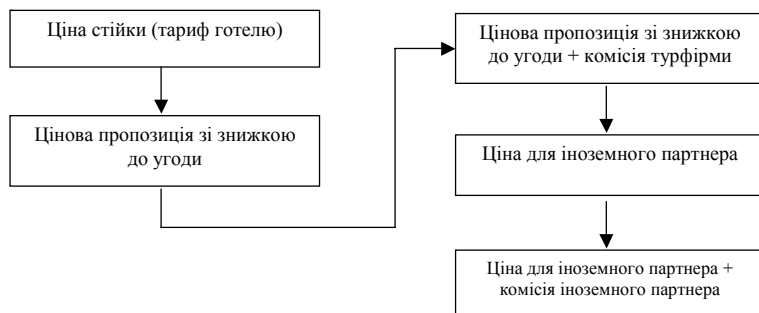 Ціна стійки (тариф готелю)
Цінова пропозиція зі знижкою
до угоди
Цінова пропозиція зі знижкою
до угоди + комісія турфірми
Ціна для іноземного партнера
Ціна для іноземного партнера +
комісія іноземного партнера